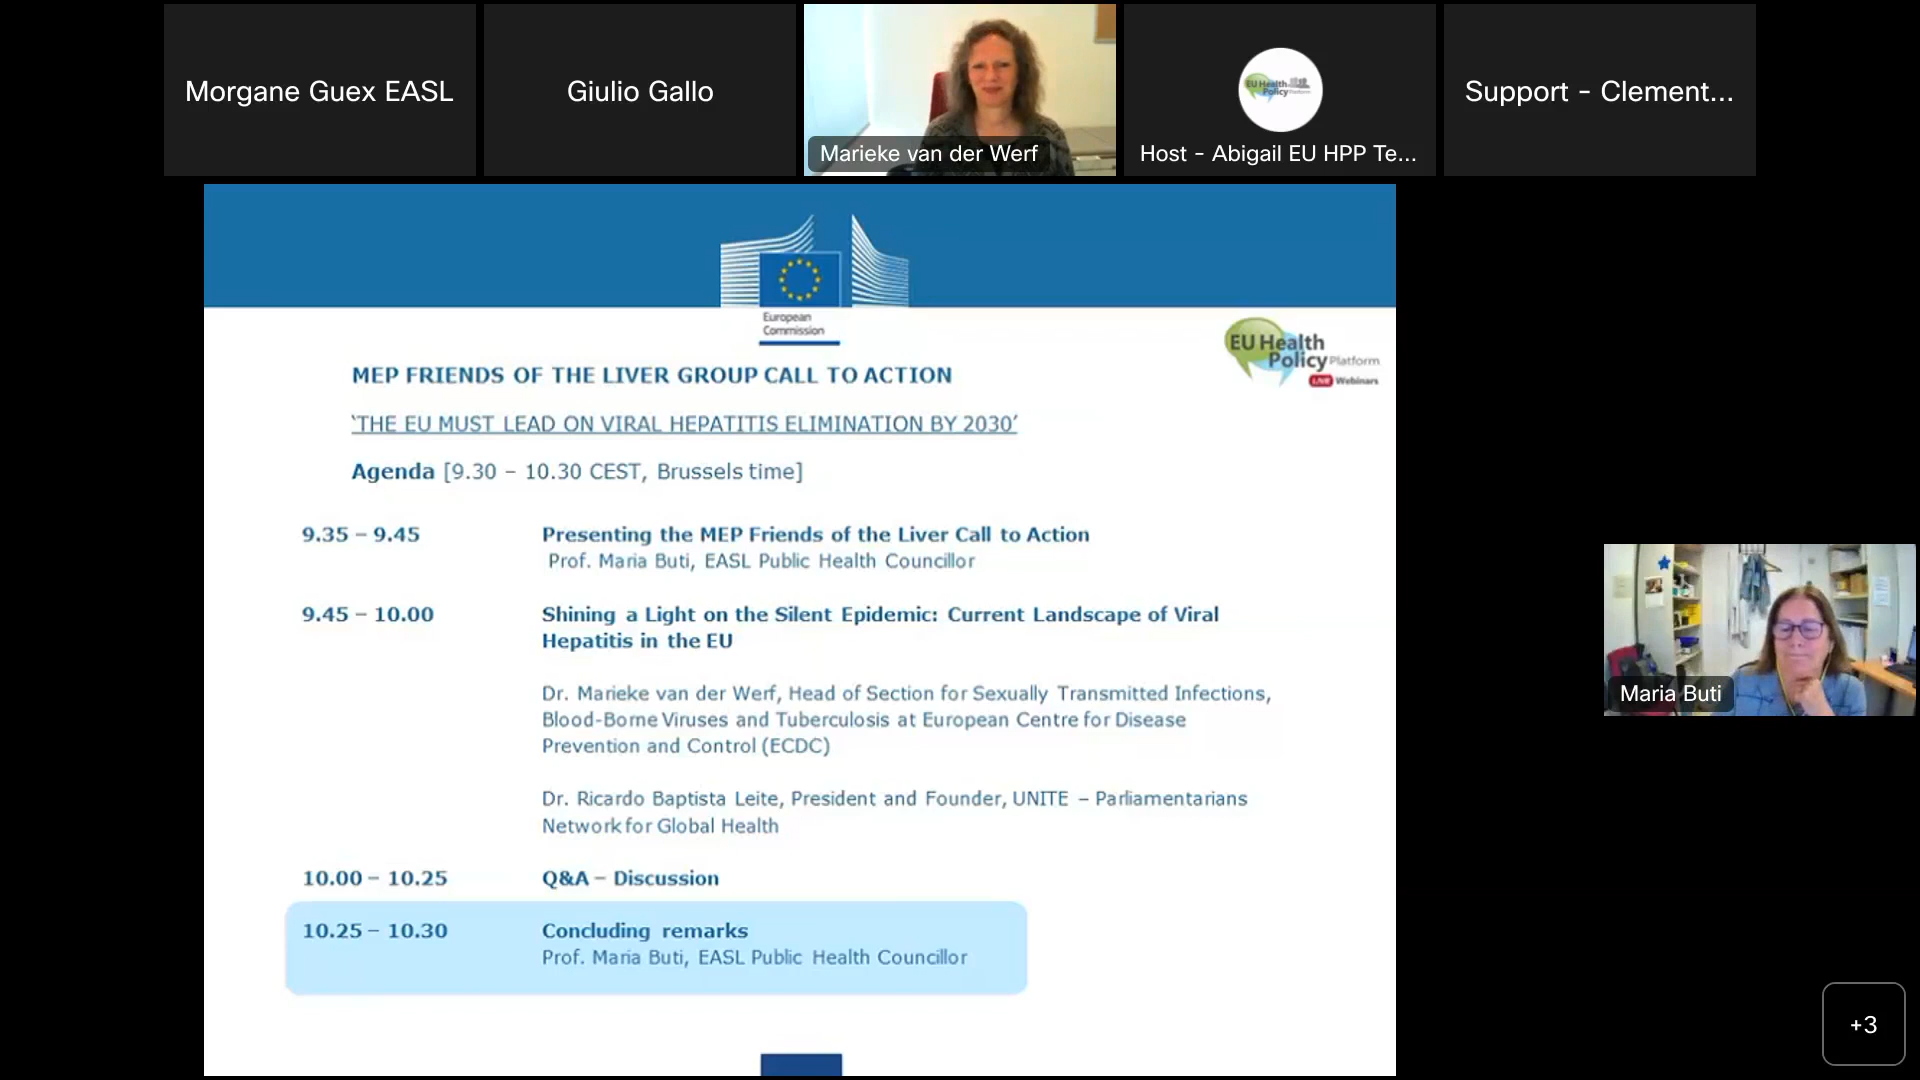 Morgane Guex EASL
Giulio Gallo
Marieke van der Werf
EU Health
Policy Platform
Host - Abigail EU HPP Te...
Support - Clement...
European
Commission
EU Health
Policy Platform
LIVE Webinars
MEP FRIENDS OF THE LIVER GROUP CALL TO ACTION
'THE EU MUST LEAD ON VIRAL HEPATITIS ELIMINATION BY 2030'
Agenda [9.30 – 10.30 CEST, Brussels time]
9.35 – 9.45 Presenting the MEP Friends of the Liver Call to Action
Prof. Maria Buti, EASL Public Health Councillor
9.45 – 10.00 Shining a Light on the Silent Epidemic: Current Landscape of Viral
Hepatitis in the EU
Dr. Marieke van der Werf, Head of Section for Sexually Transmitted Infections,
Blood-Borne Viruses and Tuberculosis at European Centre for Disease
Prevention and Control (ECDC)
Dr. Ricardo Baptista Leite, President and Founder, UNITE – Parliamentarians
Network for Global Health
10.00 – 10.25 Q&A – Discussion
10.25 – 10.30 Concluding remarks
Prof. Maria Buti, EASL Public Health Councillor
Maria Buti
+3